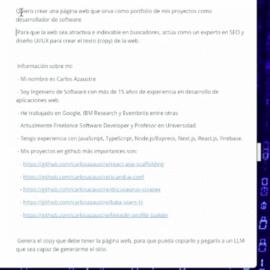 Quiero crear una página web que sirva como portfolio de mis proyectos como
desarrollador de software
Para que la web sea atractiva e indexable en buscadores, actúa como un experto en SEO y
diseño UI/UX para crear el texto (copy) de la web.
Información sobre mi:
- Mi nombre es Carlos Azaustre
- Soy Ingeniero de Software con más de 15 años de experiencia en desarrollo de
aplicaciones web.
- He trabajado en Google, IBM Research y Eventbrite entre otras
- Actualmente Freelance Software Developer y Profesor en Universidad.
- Tengo experiencia con JavaScript, TypeScript, Node.js/Express, Next.js, React.js, Firebase.
- Mis proyectos en github más importantes son:
- https://github.com/carlosazaustre/react-app-scaffolding
- https://github.com/carlosazaustre/
- https://github.com/carlosazaustre/
- https://github.com/carlosazaustre/
- https://github.com/carlosazaustre/linkedin-profile-builder
Genera el copy que debe tener la página web, para que pueda copiarlo y pegarlo a un LLM
que sea capaz de generarme el sitio.